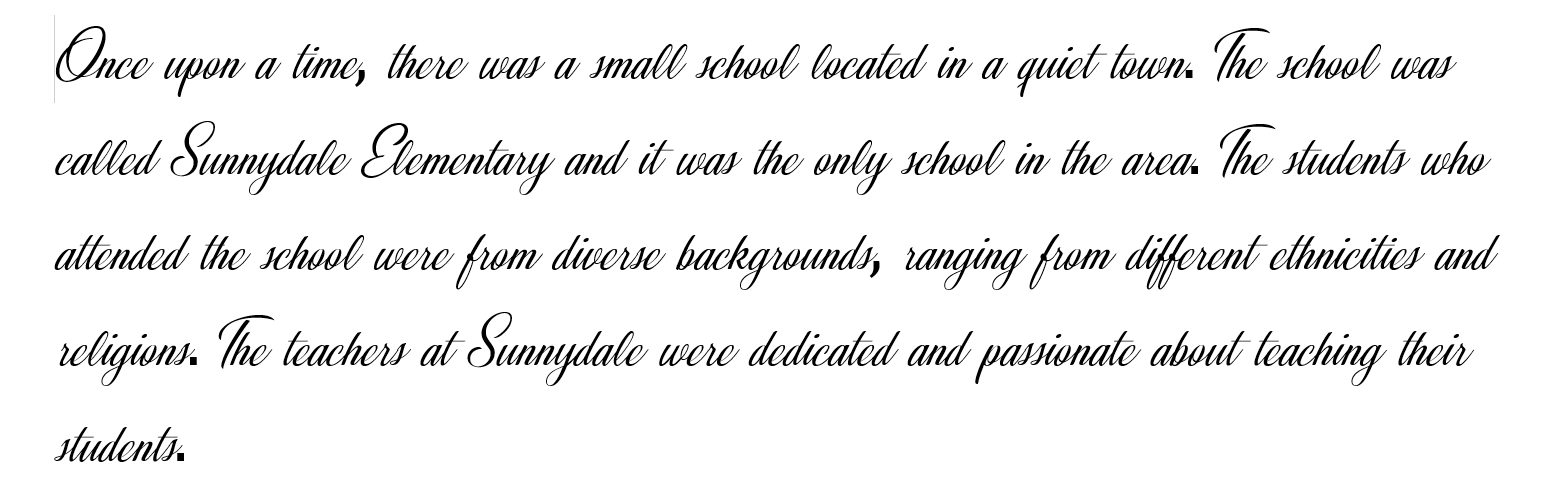 Once upon a time, there was a small school located in a quiet town. The school was
called Sunnydale Elementary and it was the only school in the area. The students who
attended the school were from diverse backgrounds, ranging from different ethnicities and
religions. The teachers at Sunnydale were dedicated and passionate about teaching their
students.